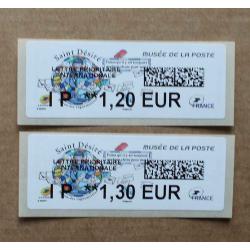 Saint Désiré
MUSÉE DE LA POSTE
LETTRE PRIORITAIRE
INTERNATIONALE
IP ** 1,20 EUR
FRANCE
Saint Désiré
MUSÉE DE LA POSTE
LETTRE PRIORITAIRE
INTERNATIONALE
IP ** 1,30 EUR
FRANCE